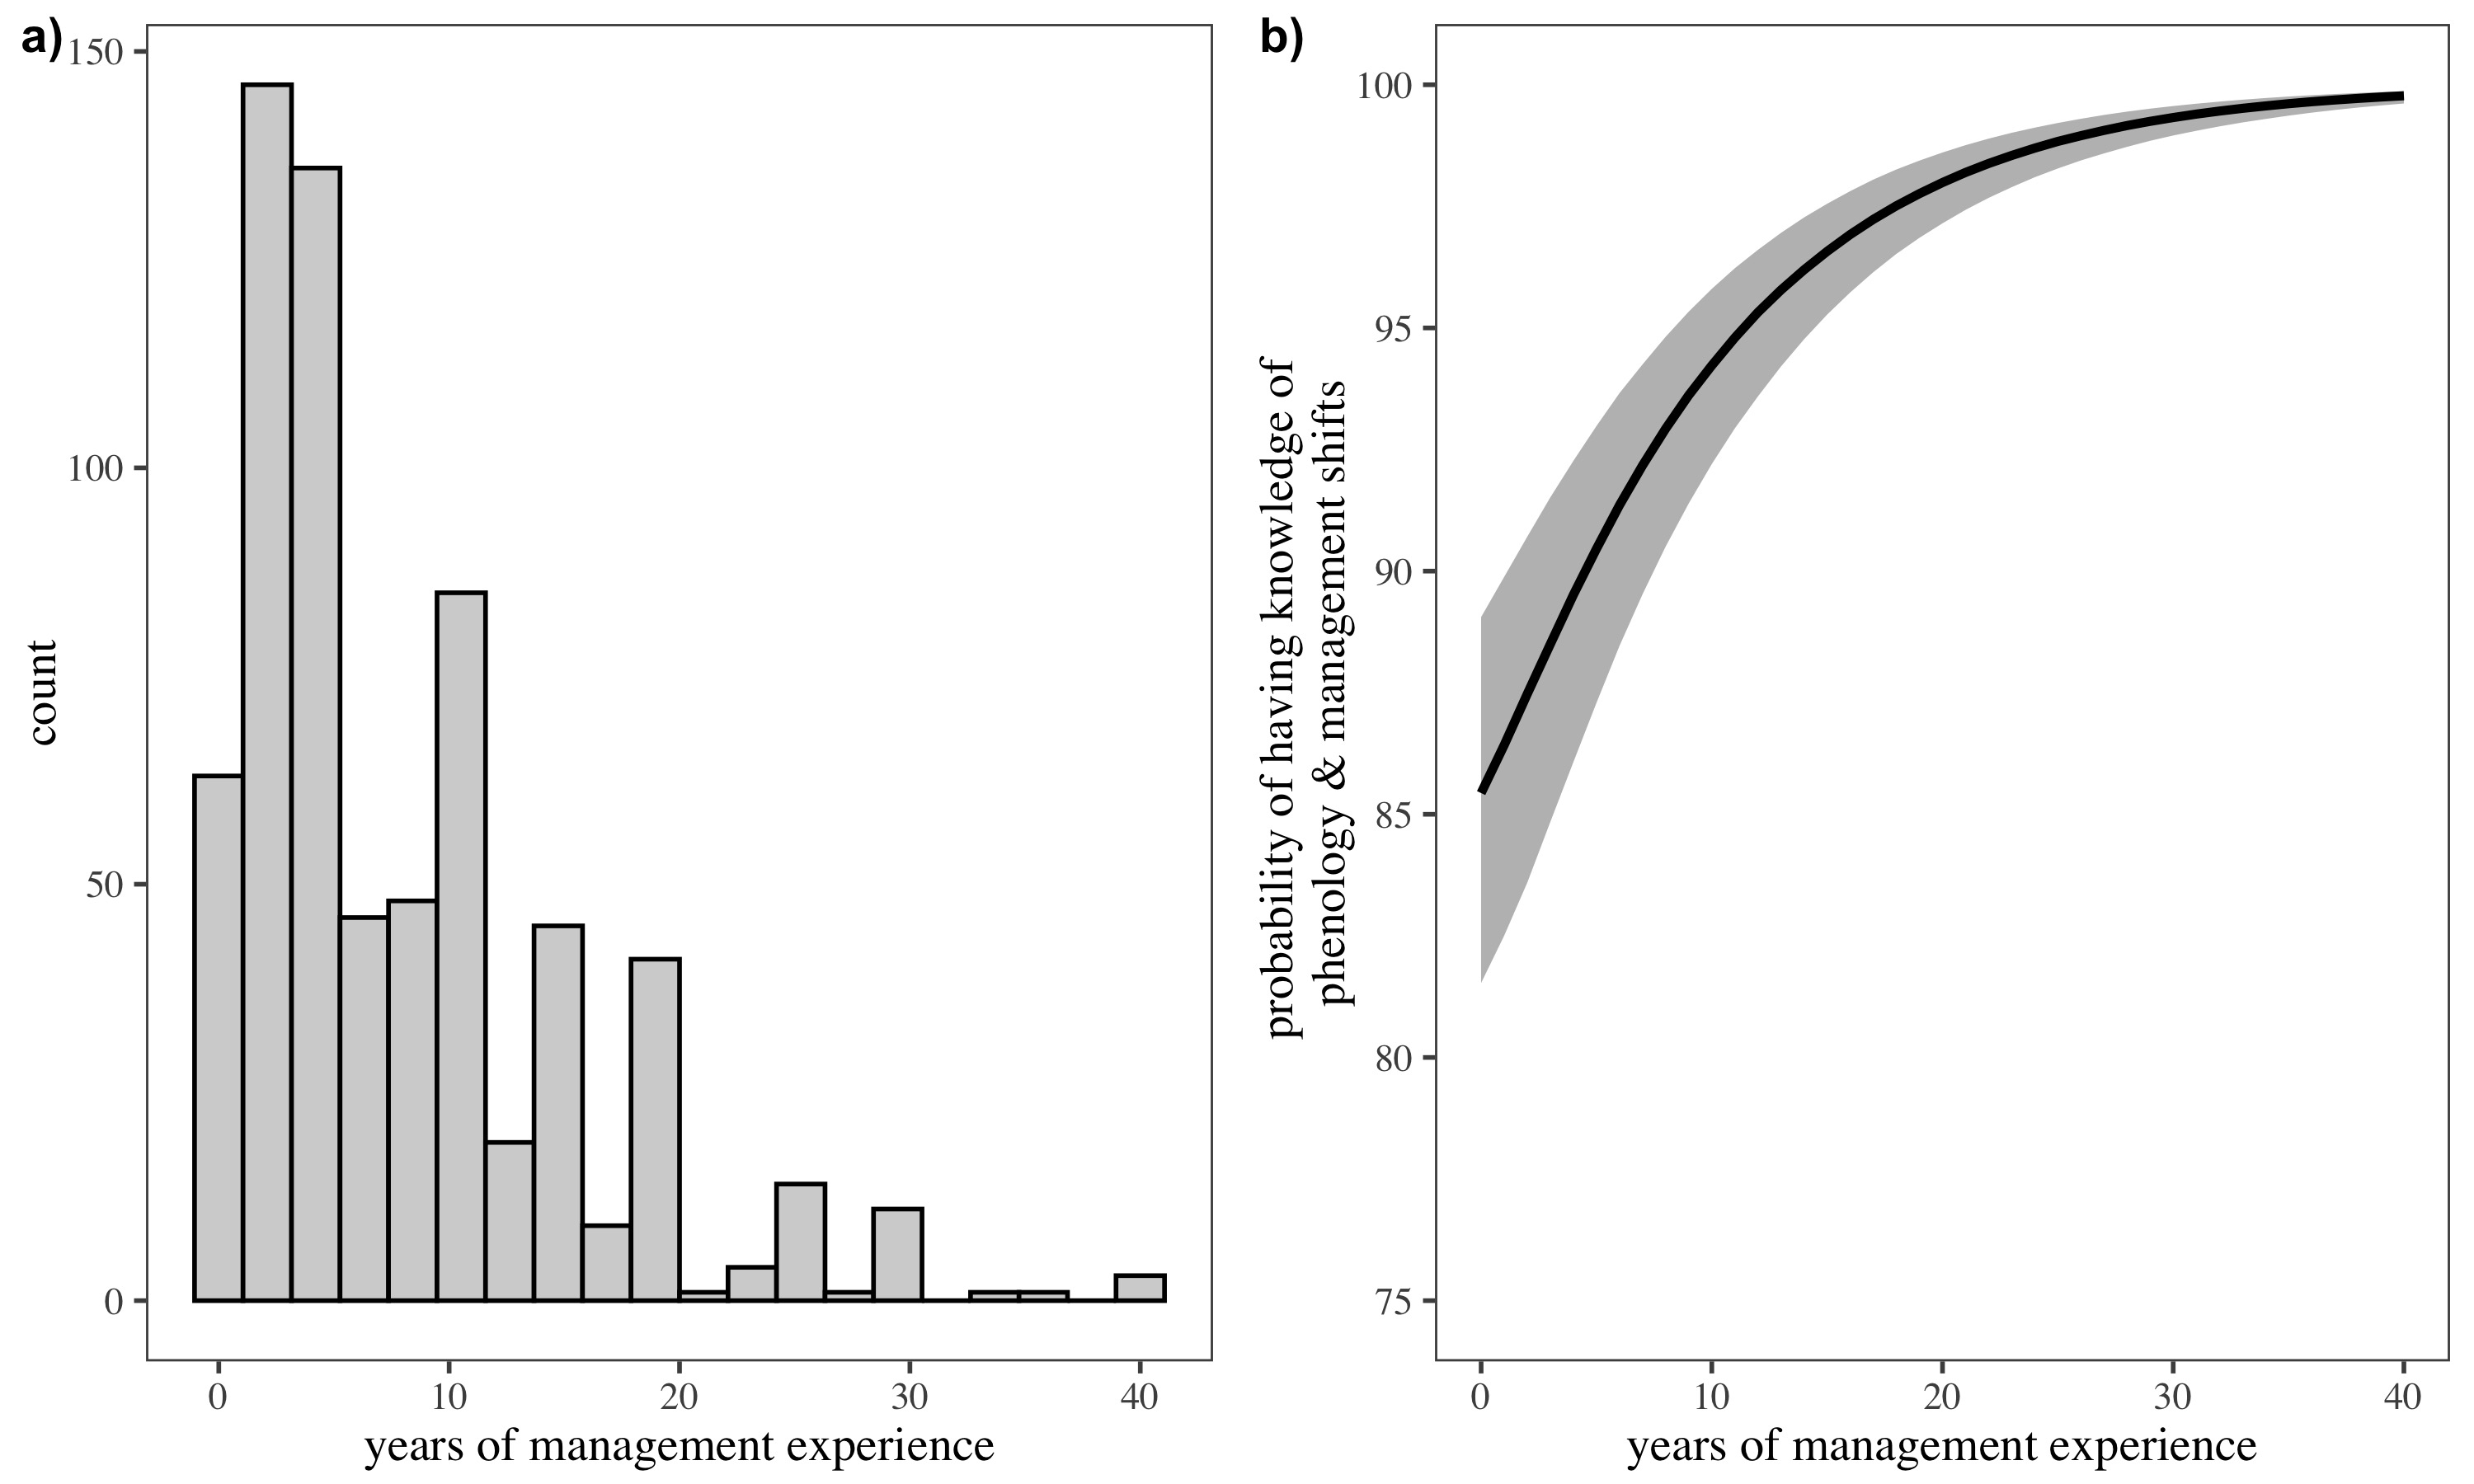 a)
150
100
50
0
count
0 10 20 30 40
years of management experience
b)
100
95
90
85
80
75
probability of having knowledge of
phenology & management shifts
0 10 20 30 40
years of management experience